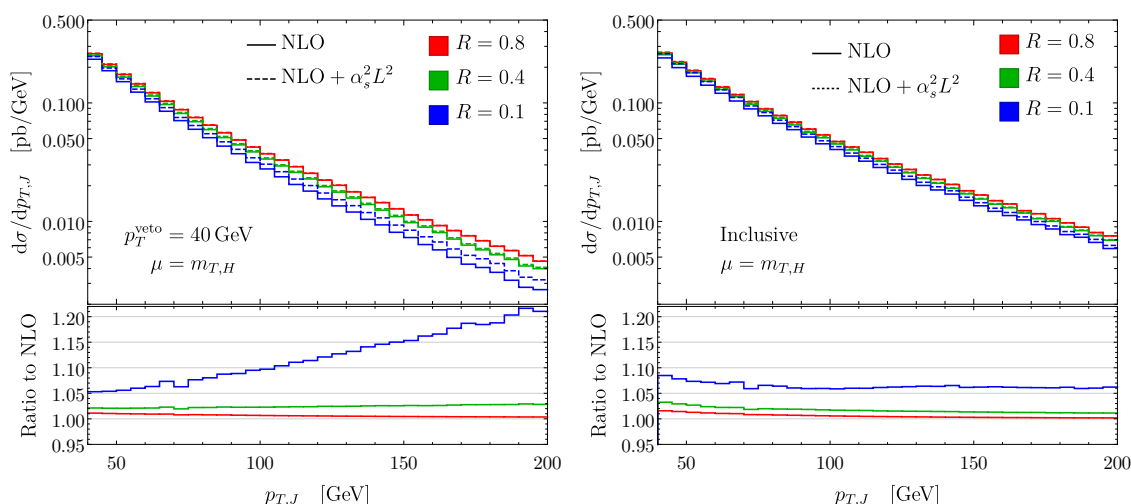 0.500
0.100
0.050
0.010
0.005
dσ/dp_{T,J} [pb/GeV]
NLO
NLO + α_s^2 L^2
R = 0.8
R = 0.4
R = 0.1
p_T^{veto} = 40 GeV
μ = m_{T,H}
1.20
1.15
1.10
1.05
1.00
0.95
Ratio to NLO
50 100 150 200
p_{T,J} [GeV]
0.500
0.100
0.050
0.010
0.005
dσ/dp_{T,J} [pb/GeV]
NLO
NLO + α_s^2 L^2
R = 0.8
R = 0.4
R = 0.1
Inclusive
μ = m_{T,H}
1.20
1.15
1.10
1.05
1.00
0.95
Ratio to NLO
50 100 150 200
p_{T,J} [GeV]